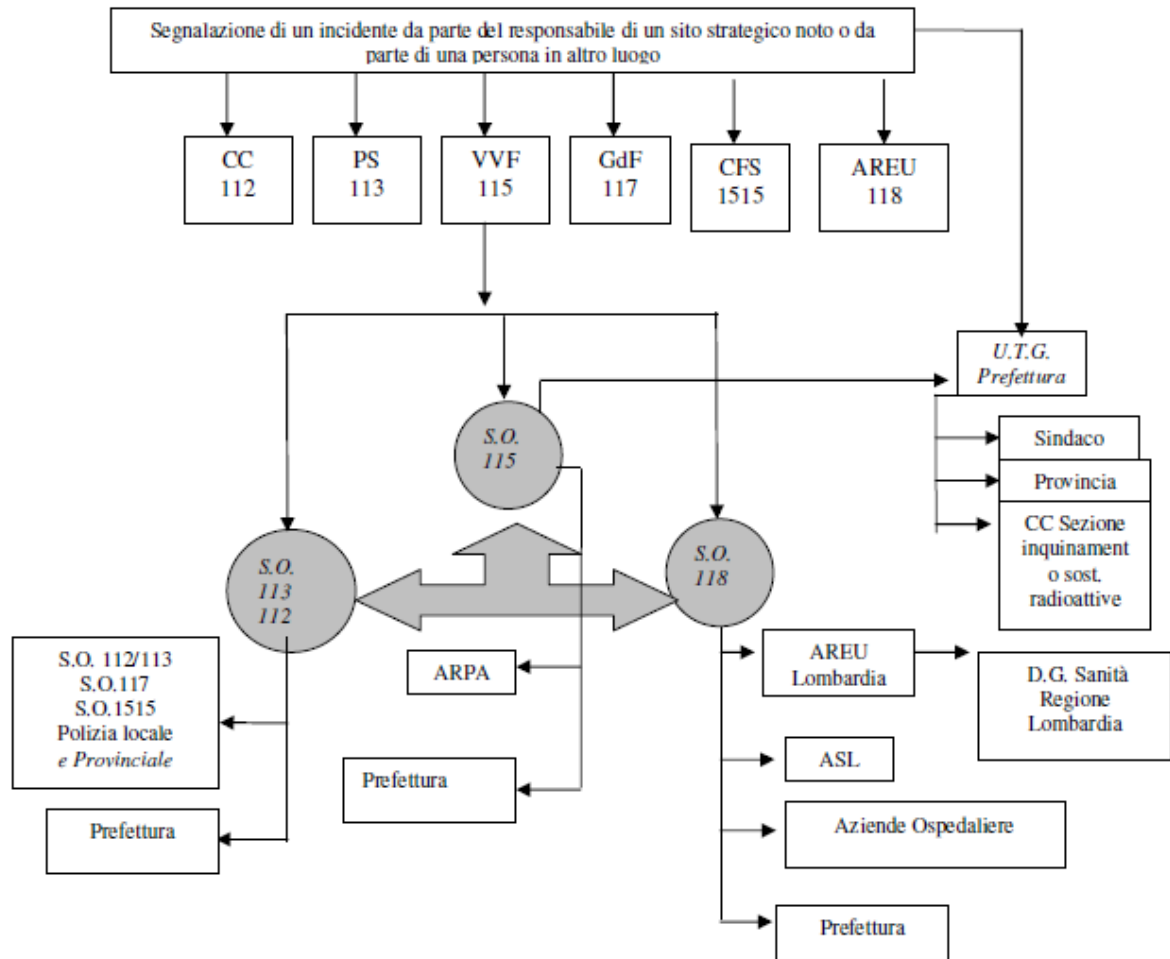 Segnalazione di un incidente da parte del responsabile di un sito strategico noto o da
parte di una persona in altro luogo
CC
112
PS
113
VVF
115
GdF
117
CFS
1515
AREU
118
U.T.G.
Prefettura
S.O.
115
Sindaco
Provincia
CC Sezione
inquinament
o sost.
radioattive
S.O.
113
112
S.O.
118
S.O. 112/113
S.O.117
S.O.1515
Polizia locale
e Provinciale
Prefettura
ARPA
Prefettura
AREU
Lombardia
D.G. Sanità
Regione
Lombardia
ASL
Aziende Ospedaliere
Prefettura